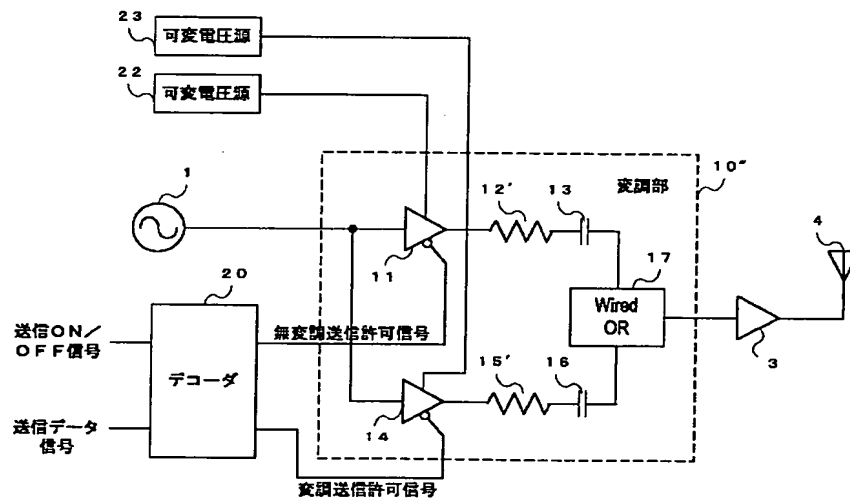 23
可変電圧源
22
可変電圧源
10"
変調部
1
12'
13
4
11
17
Wired
OR
20
送信ON/
OFF信号
無変調送信許可信号
3
デコーダ
15'
16
14
送信データ
信号
変調送信許可信号